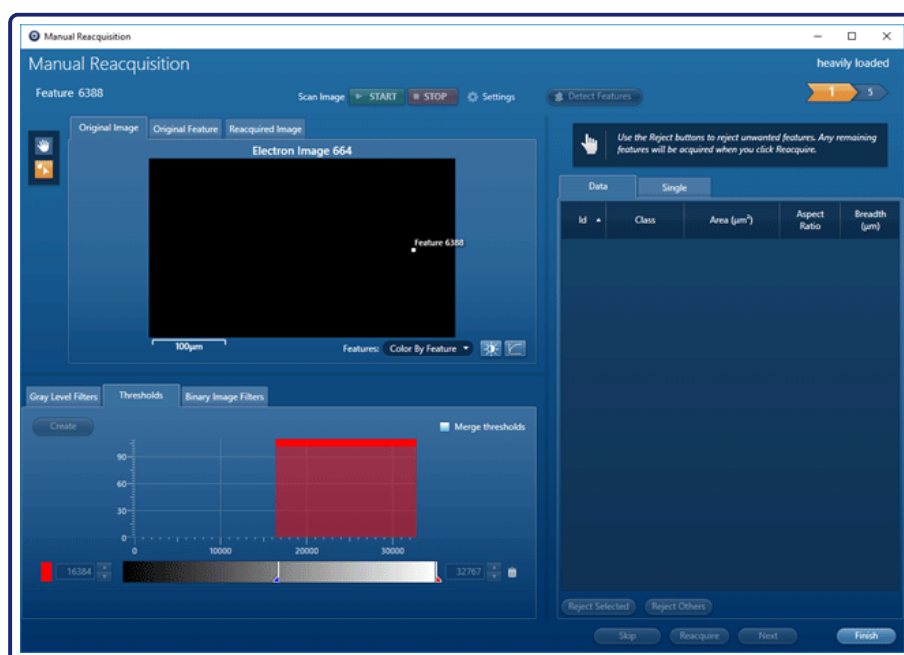 Manual Reacquisition
Manual Reacquisition
heavily loaded
Feature 6388
Scan Image START STOP Settings
Detect Features
1 5
Original Image Original Feature Reacquired Image
Electron Image 664
Feature 6388
100µm
Features: Color By Feature
Use the Reject buttons to reject unwanted features. Any remaining
features will be acquired when you click Reacquire.
Data Single
Id Class Area (µm²) Aspect Ratio Breadth (µm)
Gray Level Filters Thresholds Binary Image Filters
Create
Merge thresholds
90
60
30
0
0 10000 20000 30000
16384 32767
Reject Selected Reject Others
Skip Reacquire Next Finish